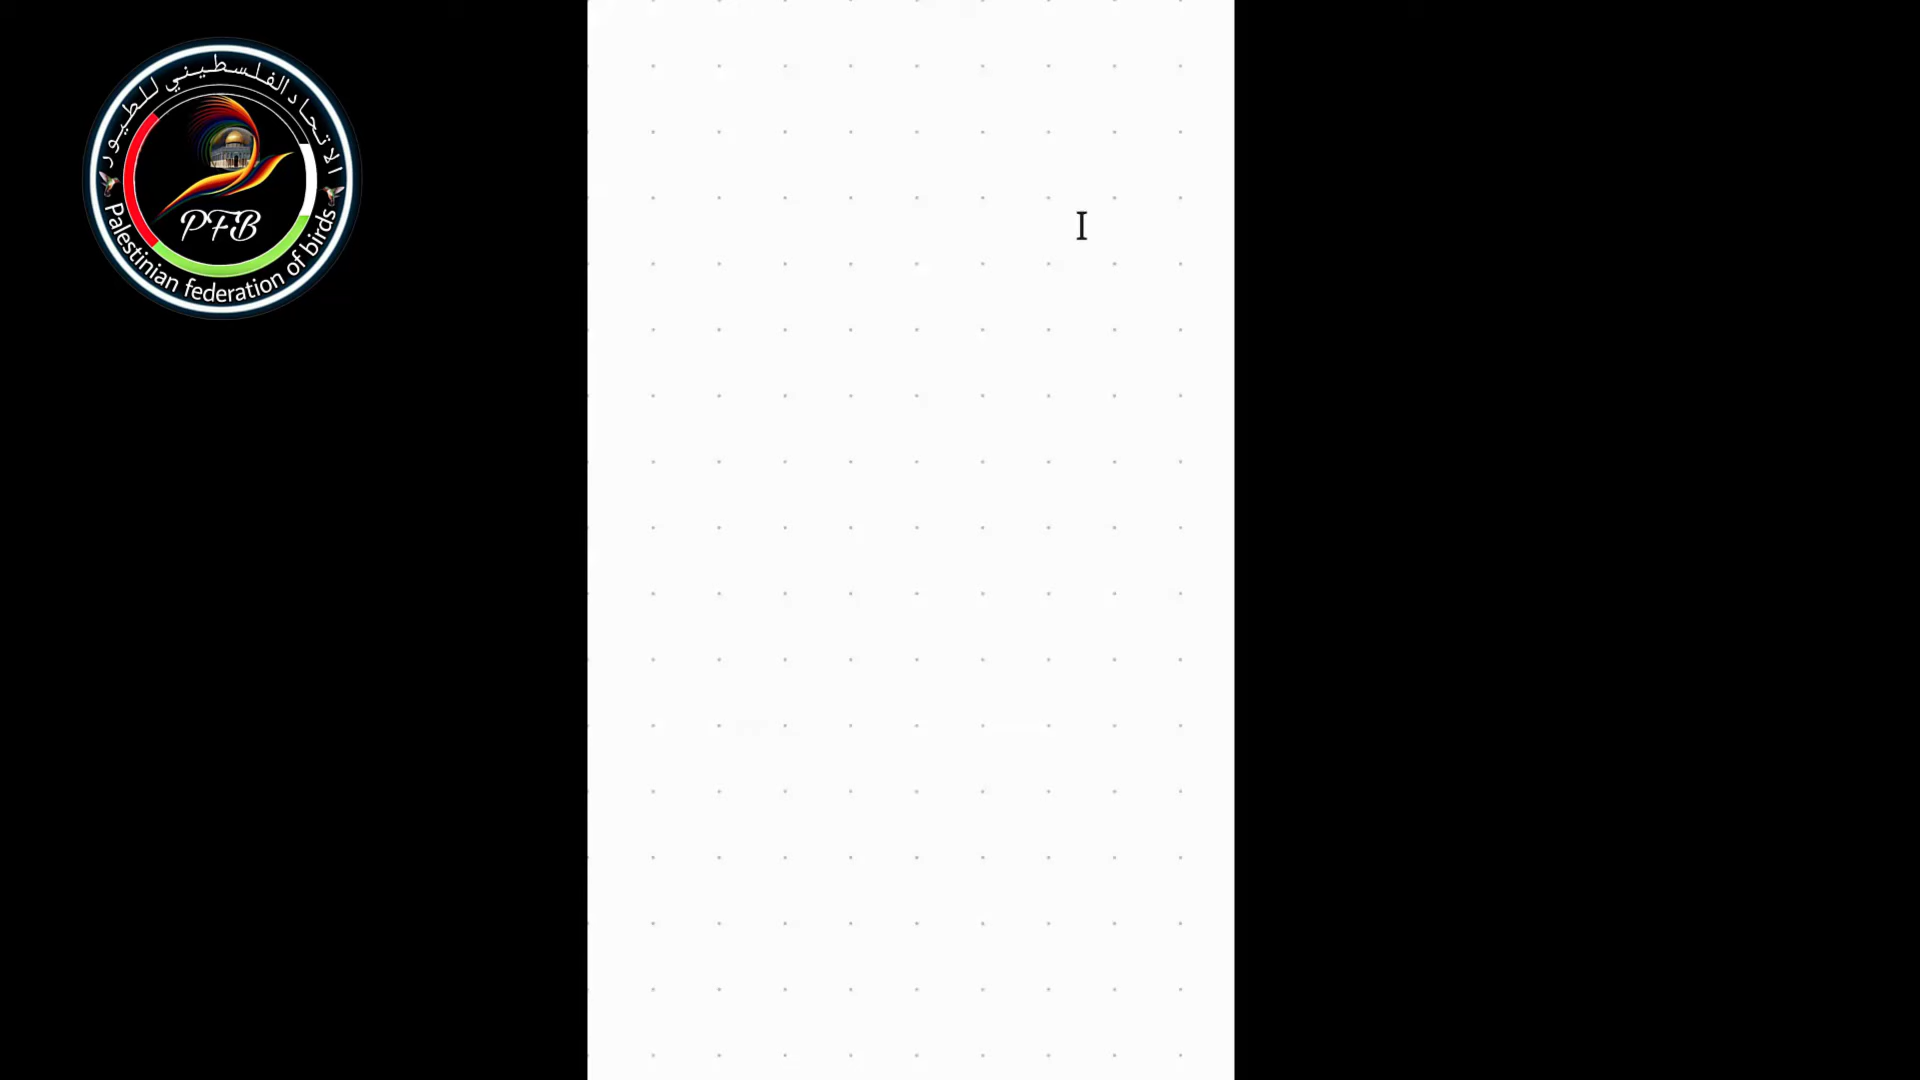 الاتحاد الفلسطيني للطيور
PFB
Palestinian federation of birds
I